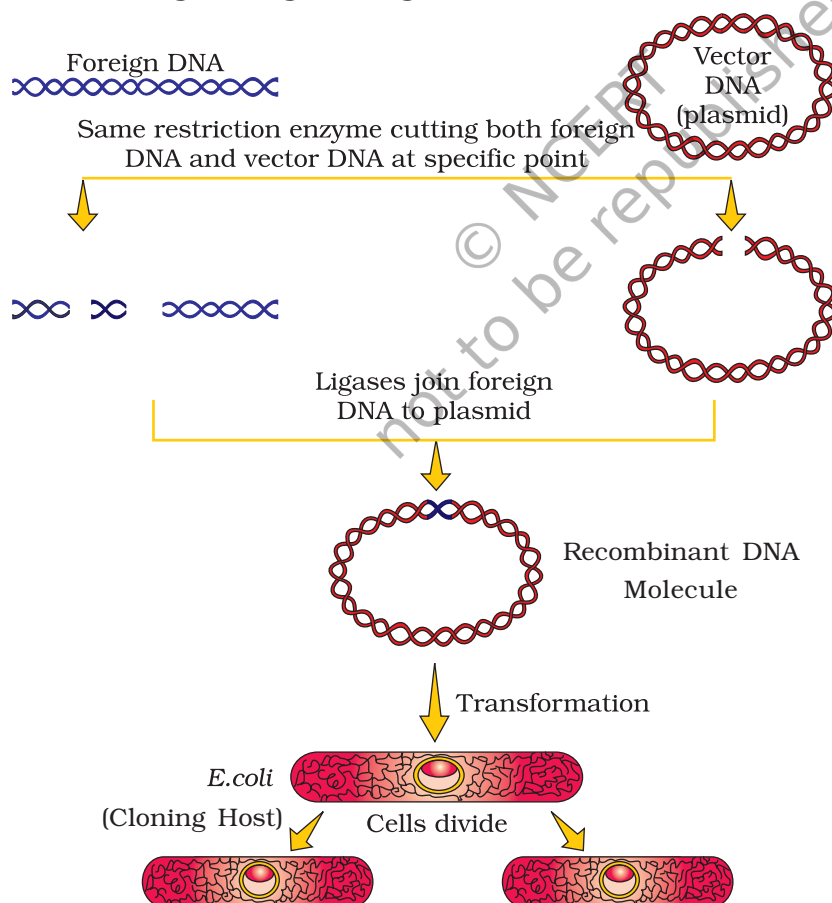 Foreign DNA
Vector
DNA
(plasmid)
Same restriction enzyme cutting both foreign
DNA and vector DNA at specific point
© NCERT
not to be republishe
Ligases join foreign
DNA to plasmid
Recombinant DNA
Molecule
Transformation
E.coli
(Cloning Host)
Cells divide